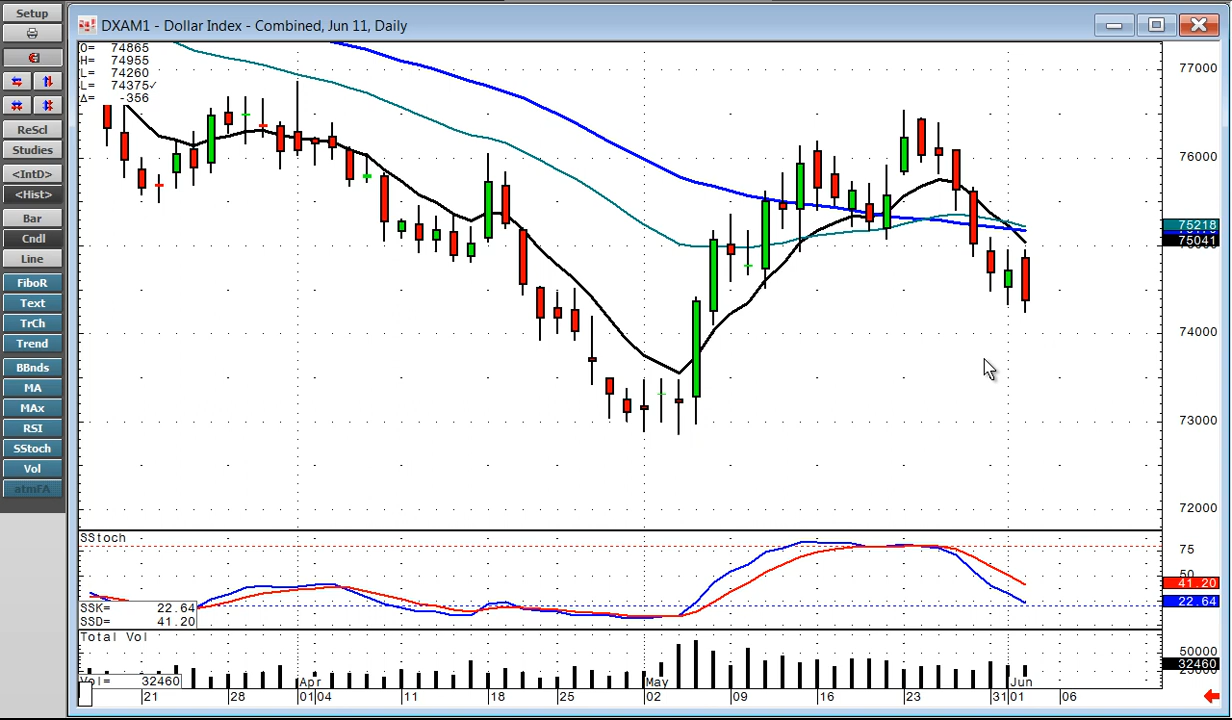 Setup
ReScl
Studies
<IntD>
<Hist>
Bar
Cndl
Line
FiboR
Text
TrCh
Trend
BBnds
MA
MAx
RSI
SStoch
Vol
atmFA
DXAM1 - Dollar Index - Combined, Jun 11, Daily
O= 74865
H= 74955
L= 74260
L= 74375✓
Δ= -356
77000
76000
75218
75041
74000
73000
72000
SStoch
75
50
41.20
22.64
SSK= 22.64
SSD= 41.20
Total Vol
50000
32460
Vol= 32460
Apr
May
Jun
21
28
01 04
11
18
25
02
09
16
23
31 01
06